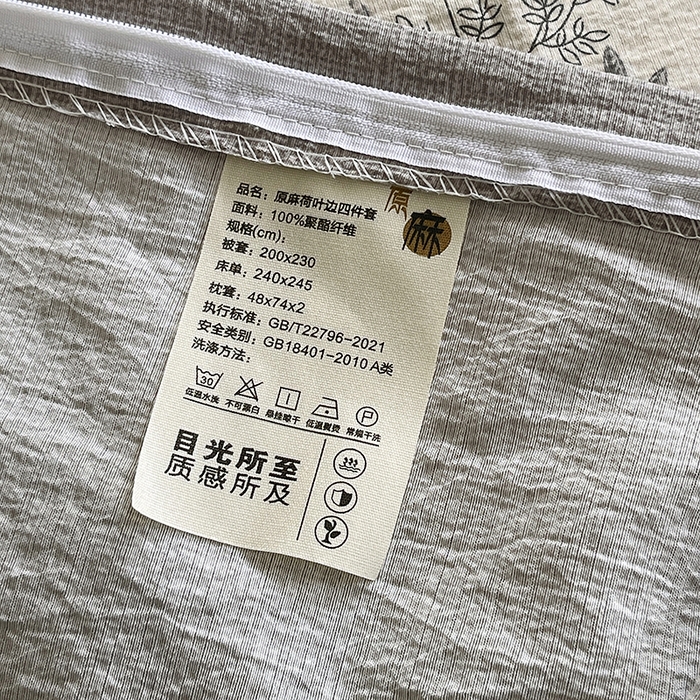 品名：原麻荷叶边四件套
面料：100%聚酯纤维
规格(cm)：
被套：200x230
床单：240x245
枕套：48x74x2
执行标准：GB/T22796-2021
安全类别：GB18401-2010 A类
洗涤方法：
原
麻
30
P
低温水洗 不可漂白 悬挂晾干 低温熨烫 常规干洗
目光所至
质感所及